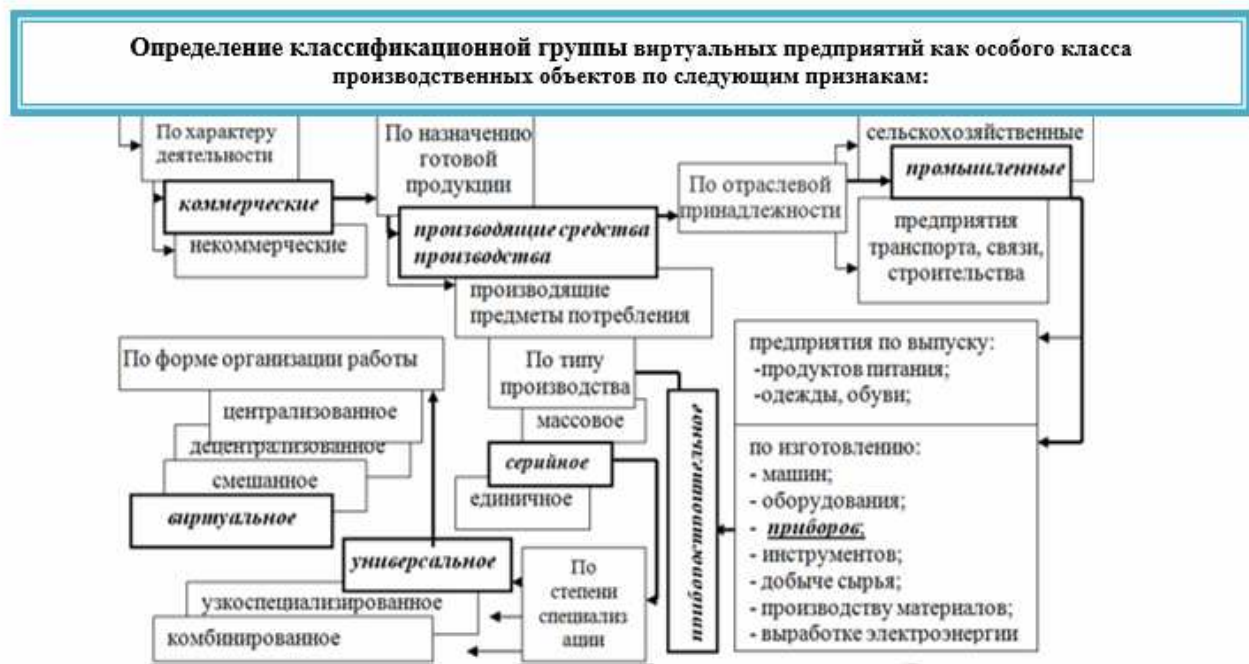 Определение классификационной группы виртуальных предприятий как особого класса
производственных объектов по следующим признакам:
По характеру
деятельности
коммерческие
некоммерческие
По назначению
готовой
продукции
производящие средства
производства
производящие
предметы потребления
По отраслевой
принадлежности
сельскохозяйственные
промышленные
предприятия
транспорта, связи,
строительства
предприятия по выпуску:
-продуктов питания;
-одежды, обуви;
по изготовлению:
- машин;
- оборудования;
- приборов;
- инструментов;
- добыче сырья;
- производству материалов;
- выработке электроэнергии
приборостроительное
По типу
производства
массовое
серийное
единичное
По
степени
специализ
ации
универсальное
узкоспециализированное
комбинированное
По форме организации работы
централизованное
децентрализованное
смешанное
виртуальное